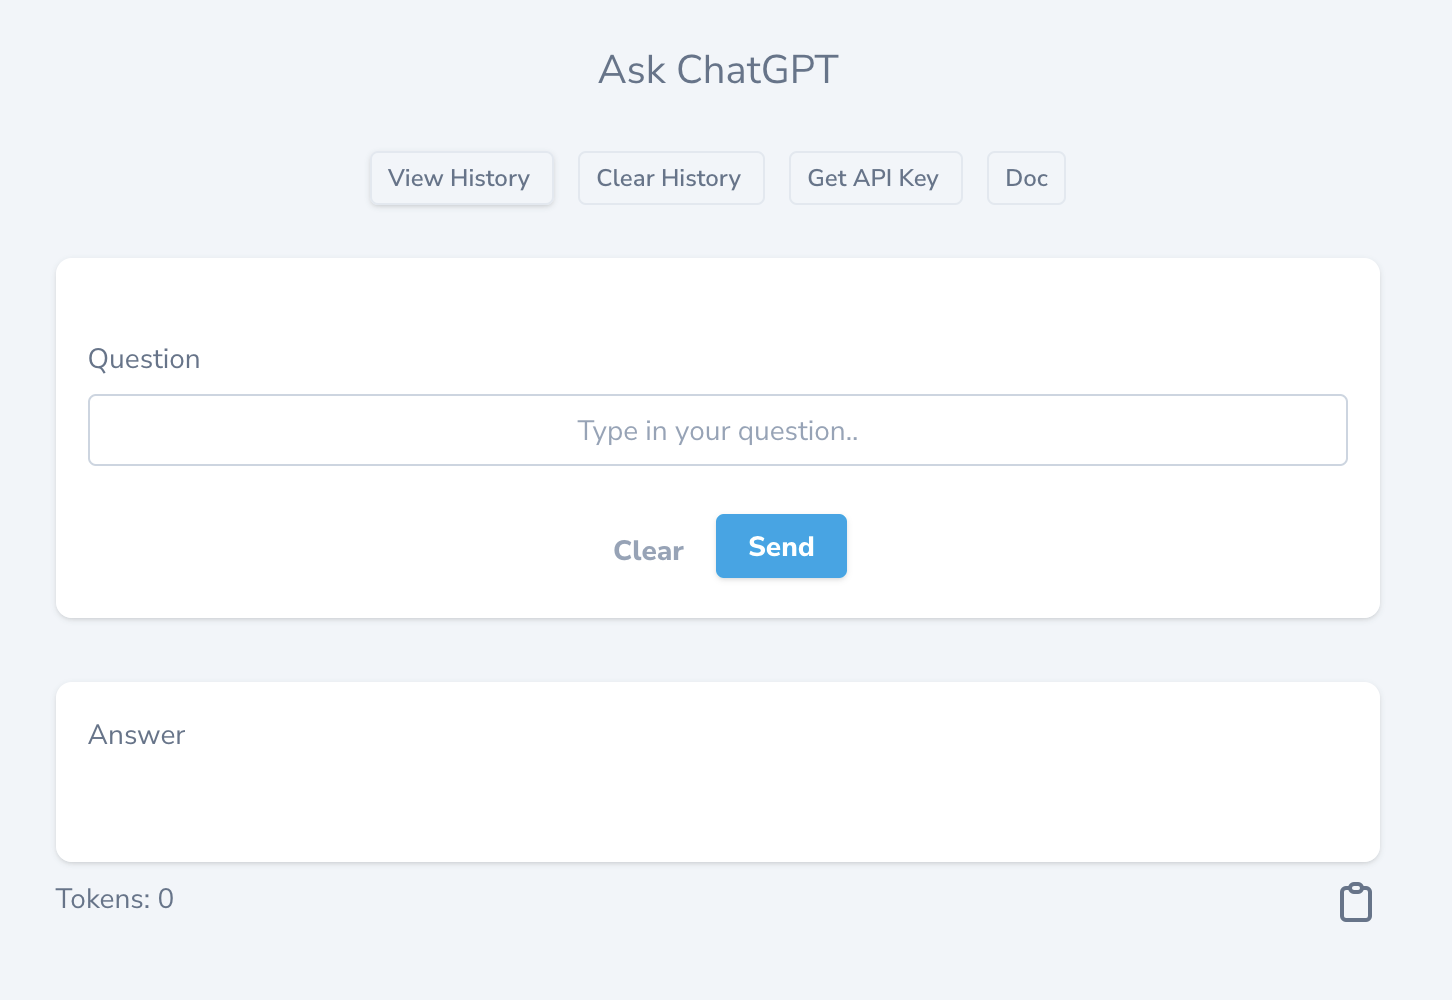 Ask ChatGPT
View History Clear History Get API Key Doc
Question
Type in your question..
Clear Send
Answer
Tokens: 0